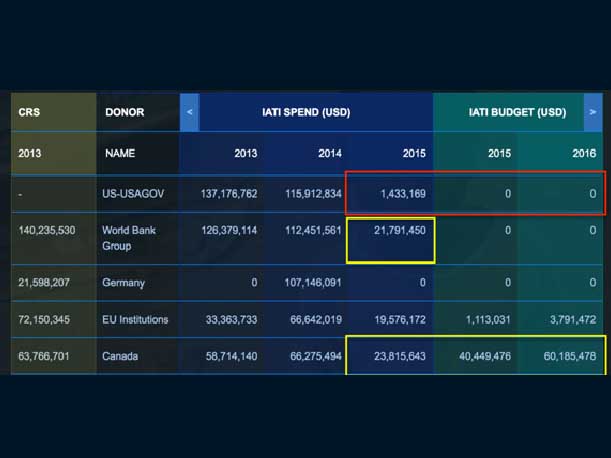 CRS DONOR < IATI SPEND (USD) IATI BUDGET (USD) >
2013 NAME 2013 2014 2015 2015 2016
- US-USAGOV 137,176,762 115,912,834 1,433,169 0 0
140,235,530 World Bank 126,379,114 112,451,561 21,791,450 0 0
Group
21,598,207 Germany 0 107,146,091 0 0 0
72,150,345 EU Institutions 33,363,733 66,642,019 19,576,172 1,113,031 3,791,472
63,766,701 Canada 58,714,140 66,275,494 23,815,643 40,449,476 60,185,478